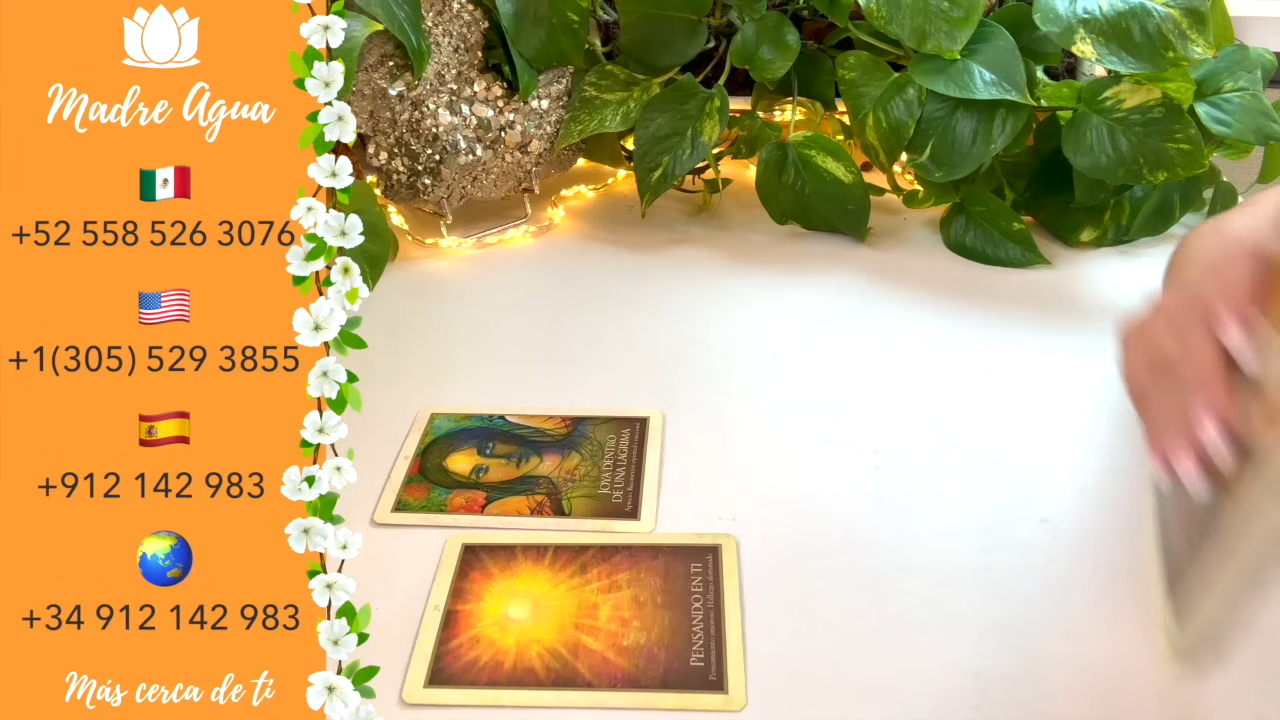 Madre Agua
+52 558 526 3076
+1(305) 529 3855
+912 142 983
+34 912 142 983
Más cerca de ti
JOYA DENTRO
DE UNA LÁGRIMA
PENSANDO EN TI